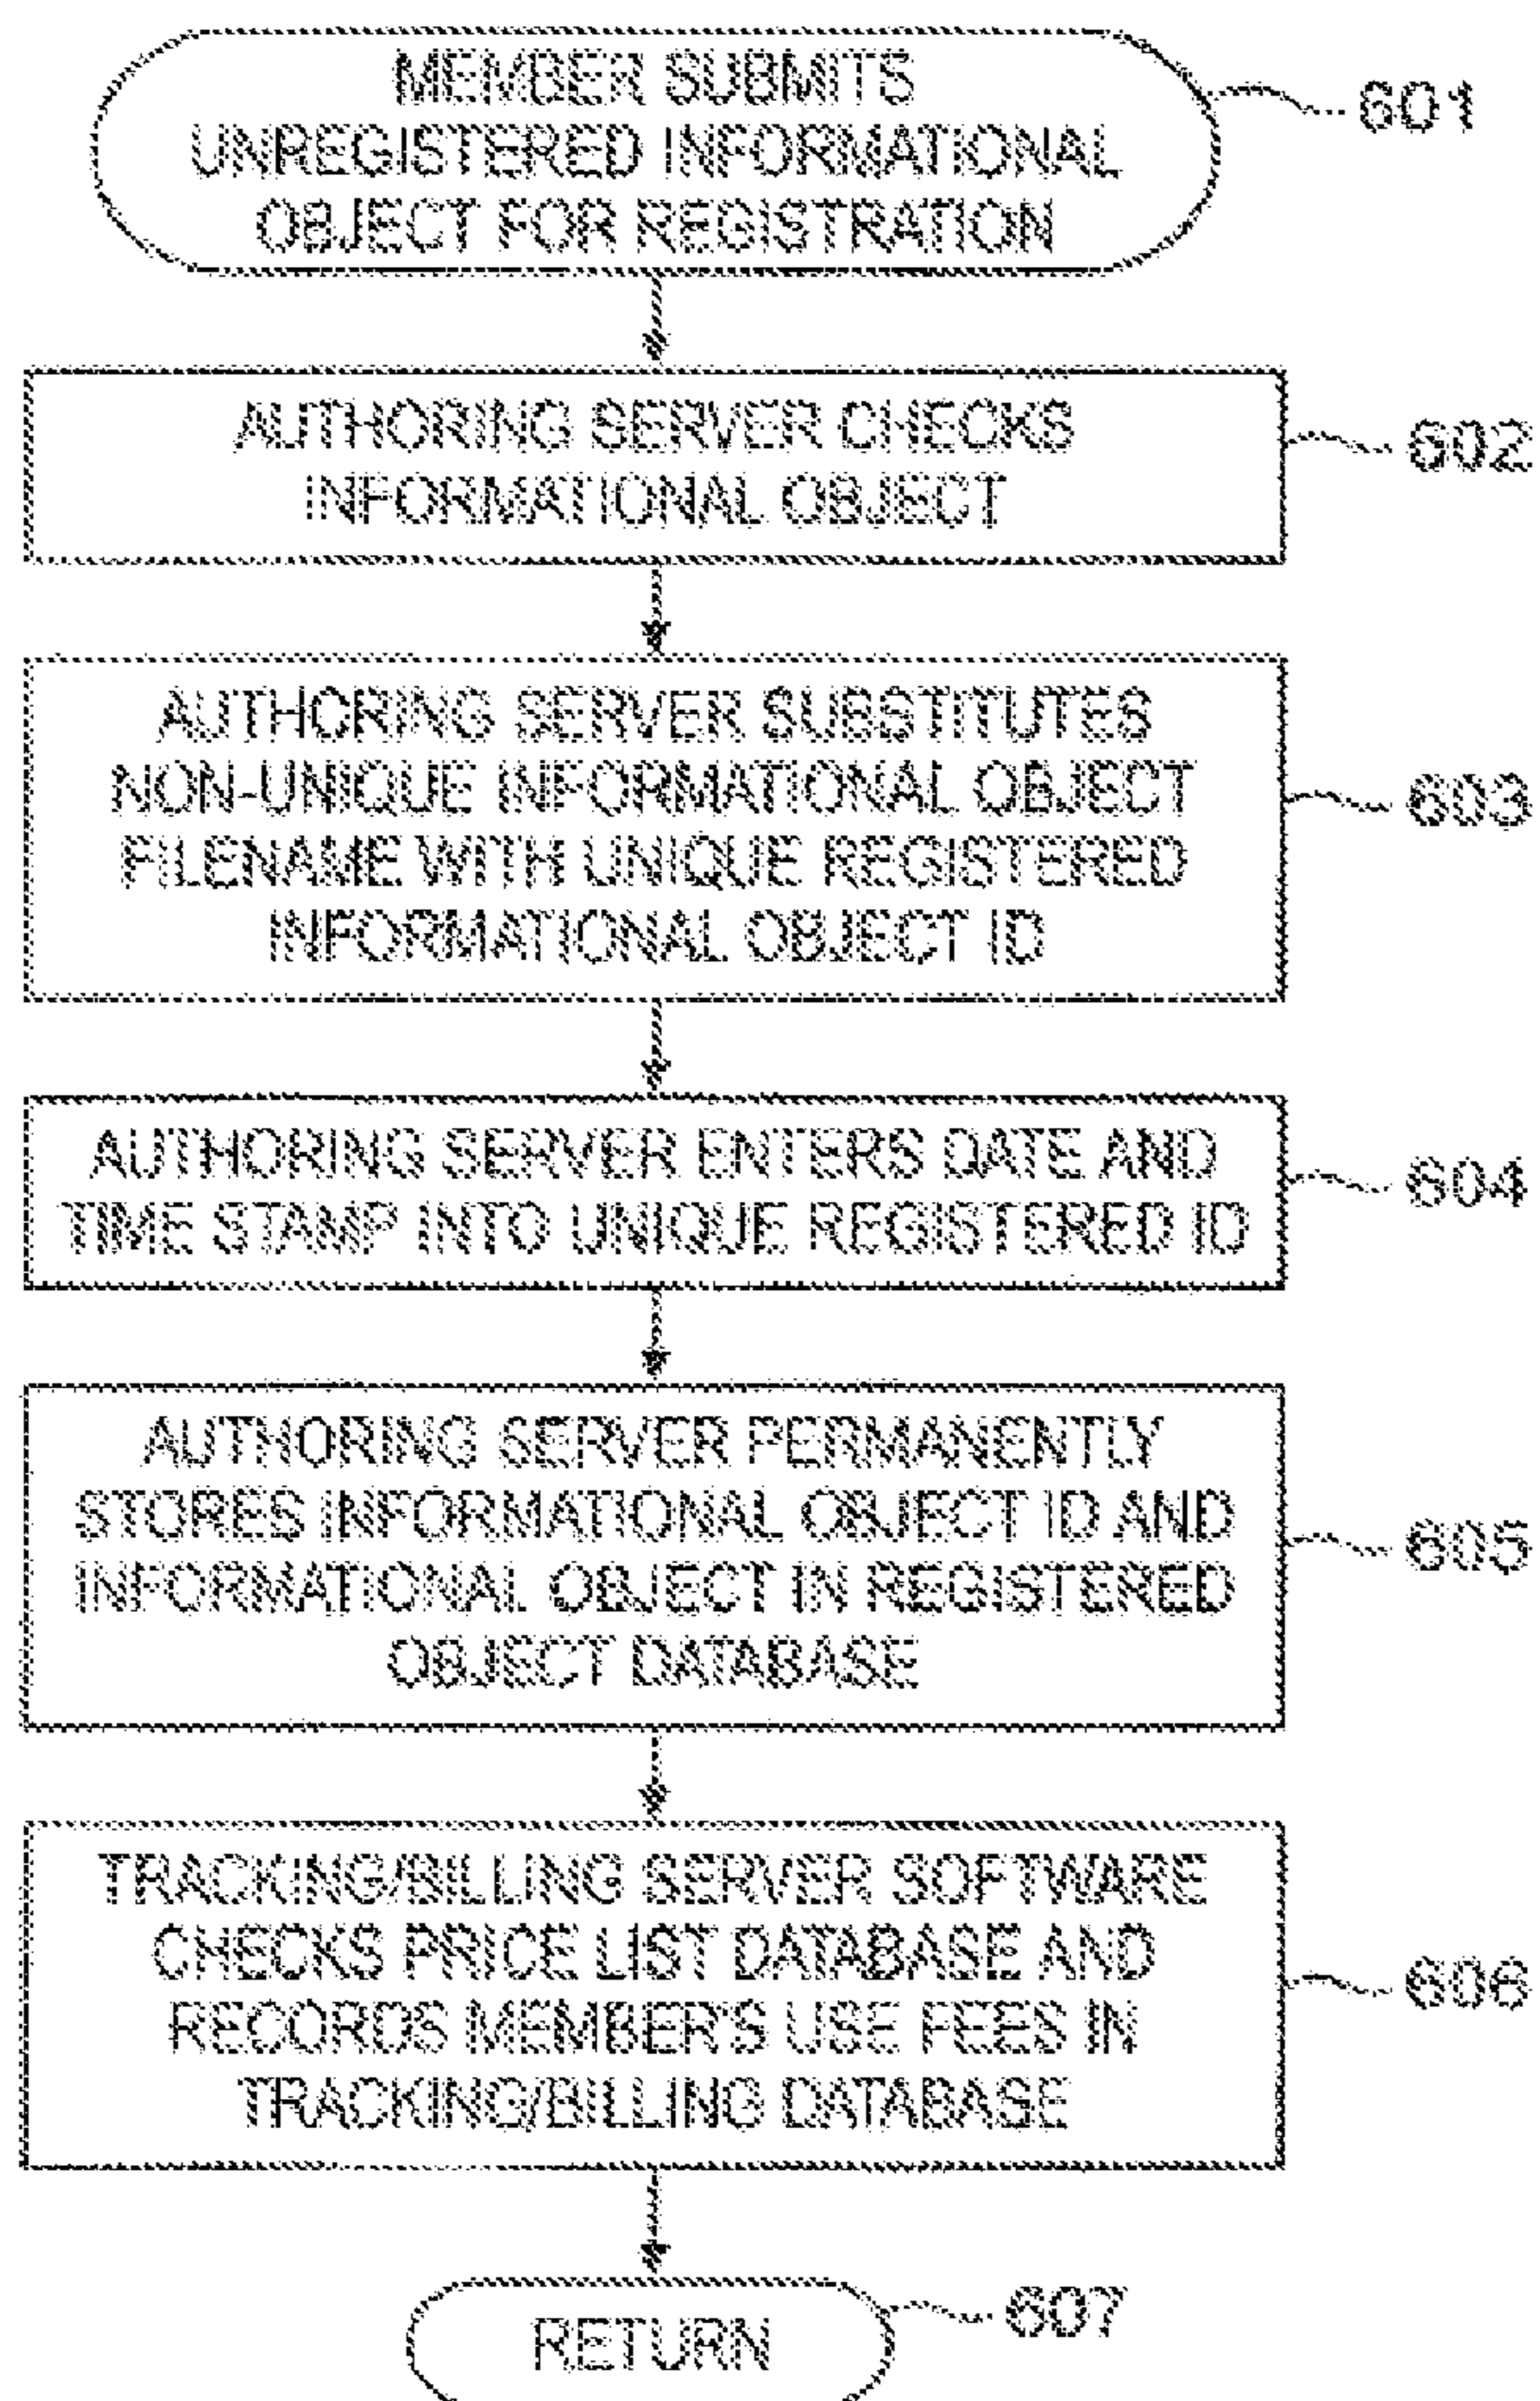 MEMBER SUBMITS
UNREGISTERED INFORMATIONAL
OBJECT FOR REGISTRATION
601
AUTHORING SERVER CHECKS
INFORMATIONAL OBJECT
602
AUTHORING SERVER SUBSTITUTES
NON-UNIQUE INFORMATIONAL OBJECT
FILENAME WITH UNIQUE REGISTERED
INFORMATIONAL OBJECT ID
603
AUTHORING SERVER ENTERS DATE AND
TIME STAMP INTO UNIQUE REGISTERED ID
604
AUTHORING SERVER PERMANENTLY
STORES INFORMATIONAL OBJECT ID AND
INFORMATIONAL OBJECT IN REGISTERED
OBJECT DATABASE
605
TRACKING/BILLING SERVER SOFTWARE
CHECKS PRICE LIST DATABASE AND
RECORDS MEMBER'S USE FEES IN
TRACKING/BILLING DATABASE
606
RETURN
607